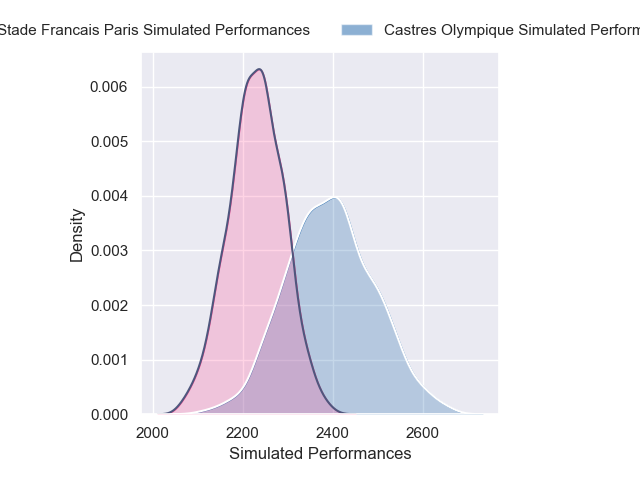 Stade Francais Paris Simulated Performances
Castres Olympique Simulated
0.006
0.005
0.004
0.003
0.002
0.001
0.000
Density
2000 2200 2400 2600
Simulated Performances